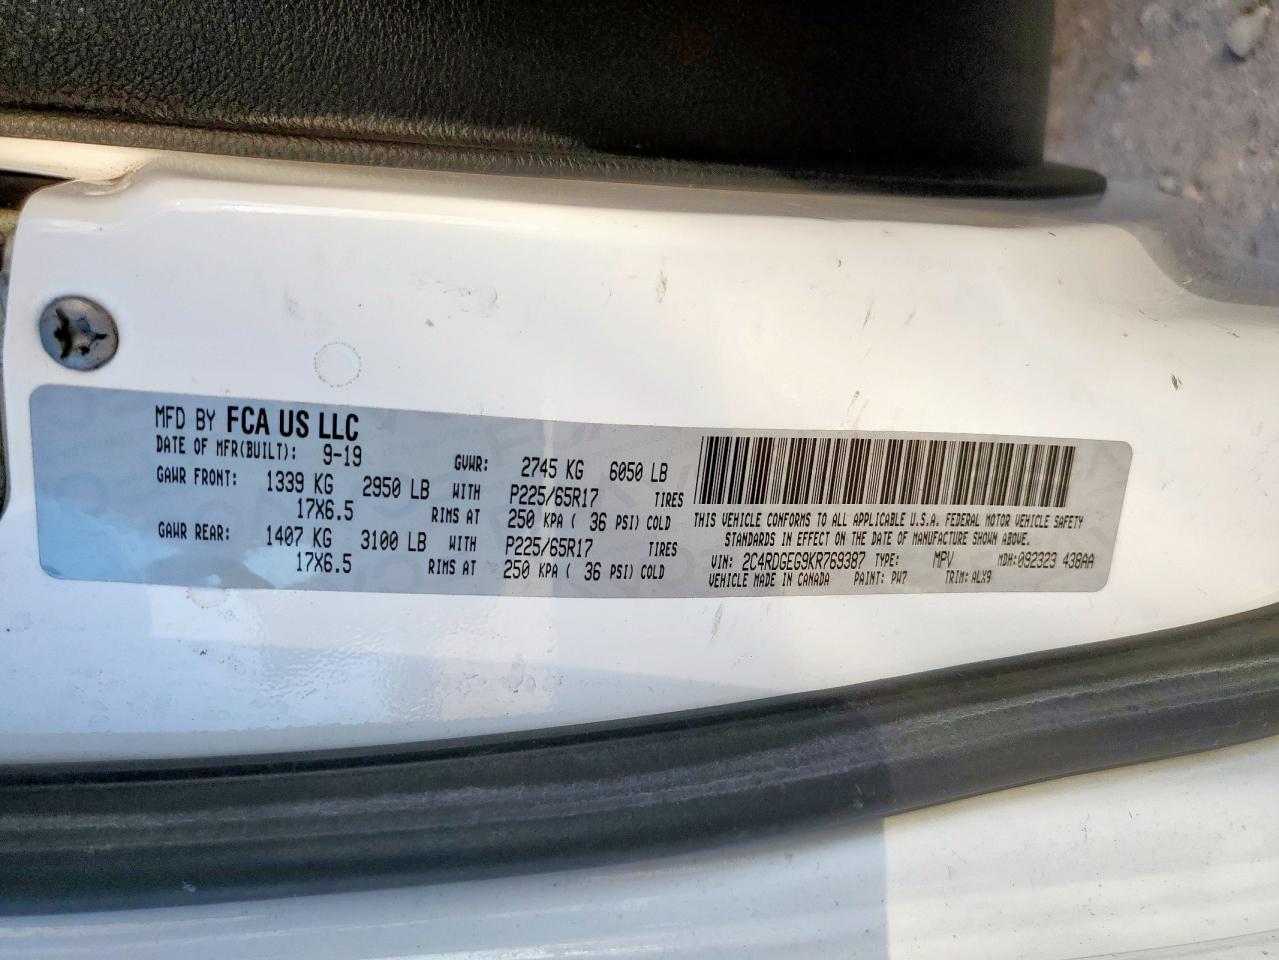 MFD BY FCA US LLC
DATE OF MFR(BUILT): 9-19 GVWR: 2745 KG 6050 LB
GAWR FRONT: 1339 KG 2950 LB WITH P225/65R17 TIRES
17X6.5 RIMS AT 250 KPA ( 36 PSI) COLD
GAWR REAR: 1407 KG 3100 LB WITH P225/65R17 TIRES
17X6.5 RIMS AT 250 KPA ( 36 PSI) COLD
THIS VEHICLE CONFORMS TO ALL APPLICABLE U.S.A. FEDERAL MOTOR VEHICLE SAFETY
STANDARDS IN EFFECT ON THE DATE OF MANUFACTURE SHOWN ABOVE.
VIN: 2C4RDGEG9KR769387 TYPE: MPV MDH:092323 438AA
VEHICLE MADE IN CANADA PAINT: PW7 TRIM: ALX9